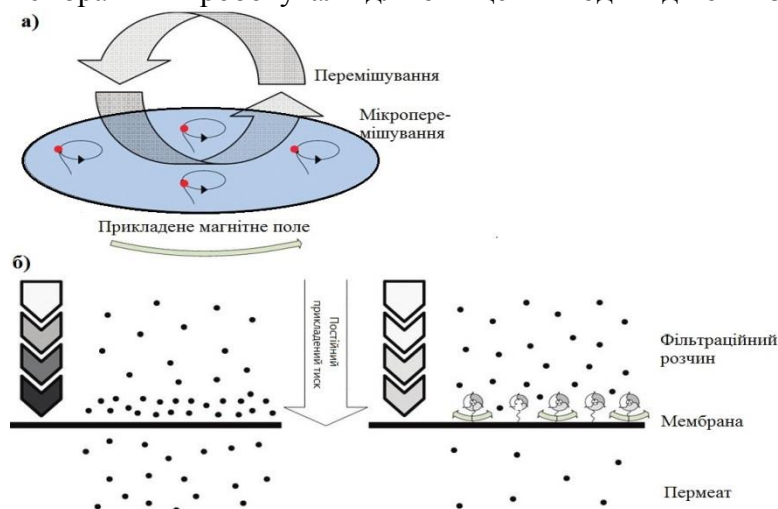 а)
Перемішування
Мікропере-
мішування
Прикладене магнітне поле
б)
Постійний
прикладений тиск
Фільтраційний
розчин
Мембрана
Пермеат